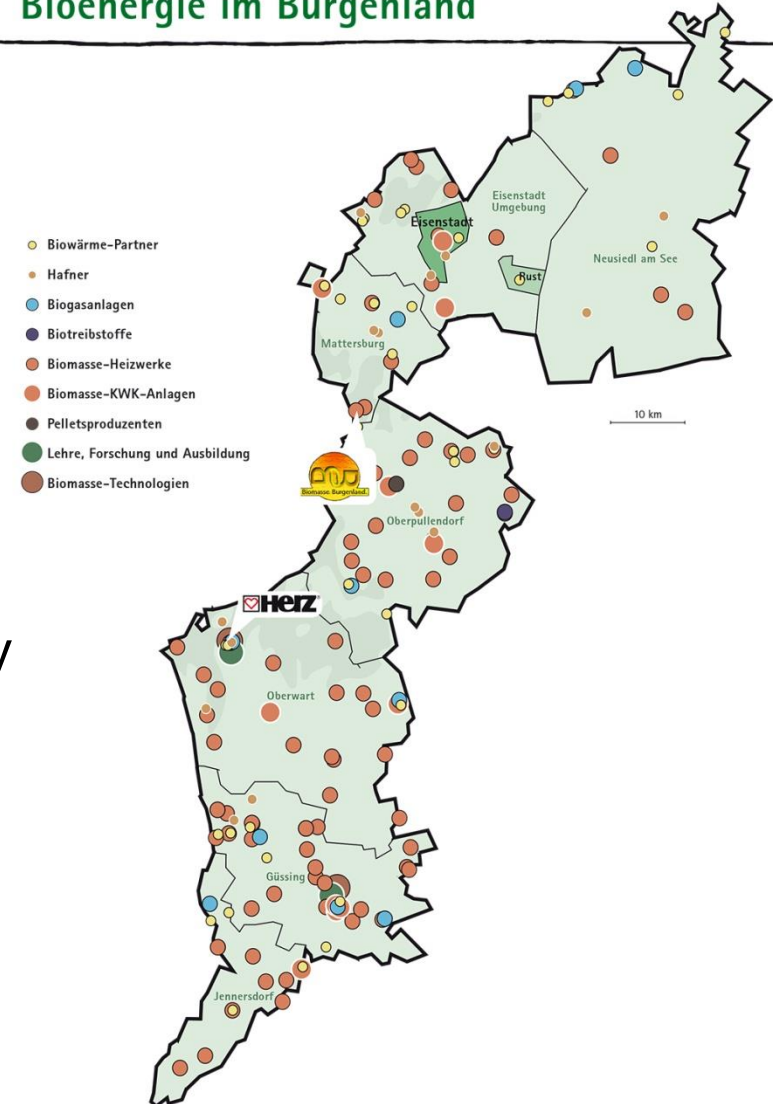 Bioenergie im Burgenland
Eisenstadt
Umgebung
Eisenstadt
Biowärme-Partner
Neusiedl am See
Hafner
Rust
Biogasanlagen
Biotreibstoffe
Mattersburg
Biomasse-Heizwerke
Biomasse-KWK-Anlagen
10 km
Pelletsproduzenten
Lehre, Forschung und Ausbildung
Biomasse-Technologien
Biomasse.Burgenland.
Oberpullendorf
HERZ
y
Oberwart
Güssing
Jennersdorf